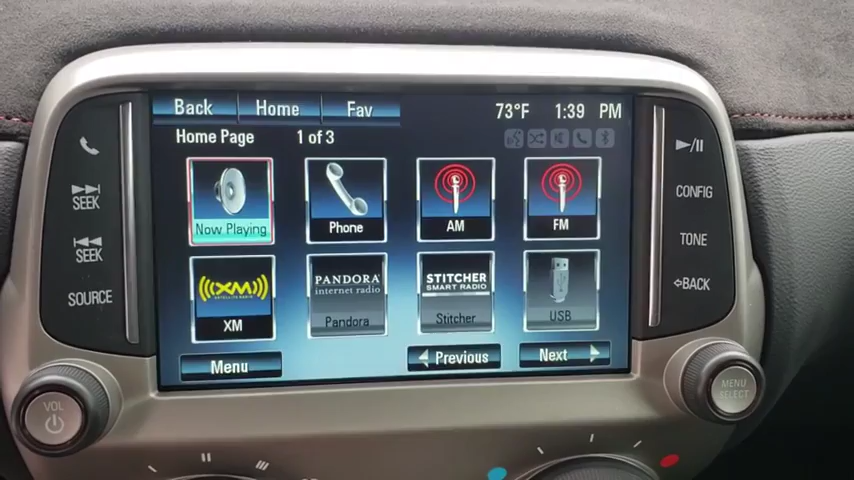 Back Home Fav 73°F 1:39 PM
Home Page 1 of 3
SEEK
SEEK
SOURCE
Now Playing Phone AM FM
XM
SATELLITE RADIO
XM
PANDORA
internet radio
Pandora
STITCHER
SMART RADIO
Stitcher
USB
Menu Previous Next
CONFIG
TONE
BACK
VOL
MENU
SELECT